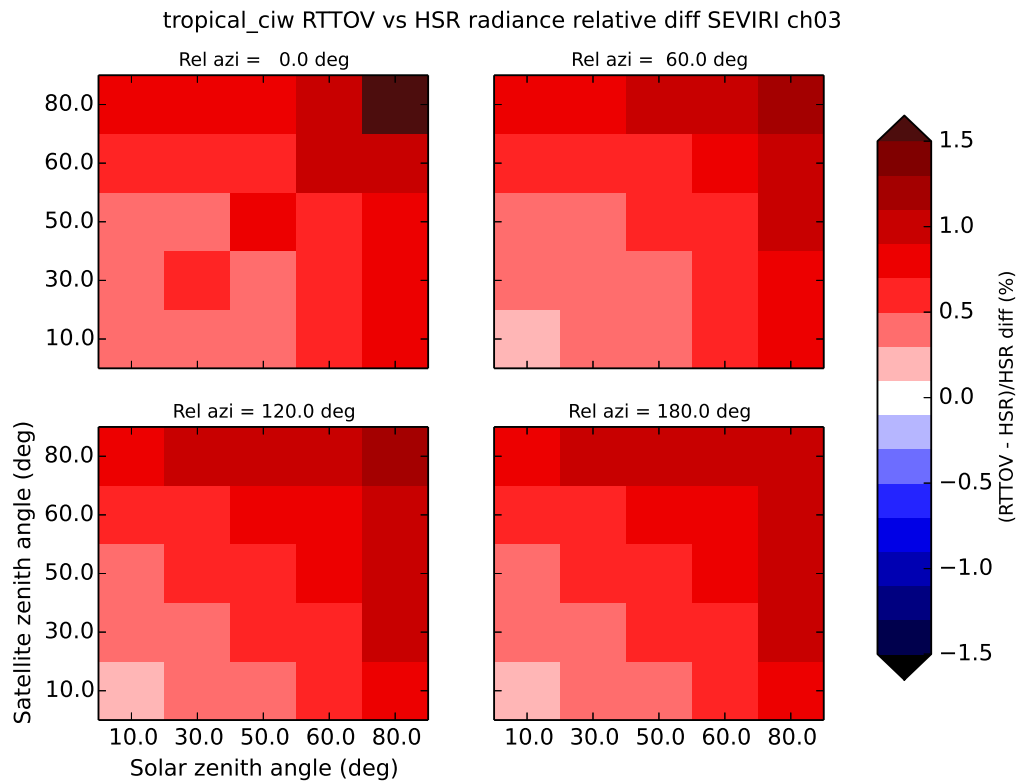 tropical_ciw RTTOV vs HSR radiance relative diff SEVIRI ch03
Rel azi =   0.0 deg
Rel azi =  60.0 deg
80.0
60.0
50.0
30.0
10.0
Rel azi = 120.0 deg
Rel azi = 180.0 deg
80.0
60.0
50.0
30.0
10.0
Satellite zenith angle (deg)
10.0 30.0 50.0 60.0 80.0
10.0 30.0 50.0 60.0 80.0
Solar zenith angle (deg)
1.5
1.0
0.5
0.0
−0.5
−1.0
−1.5
(RTTOV - HSR)/HSR diff (%)